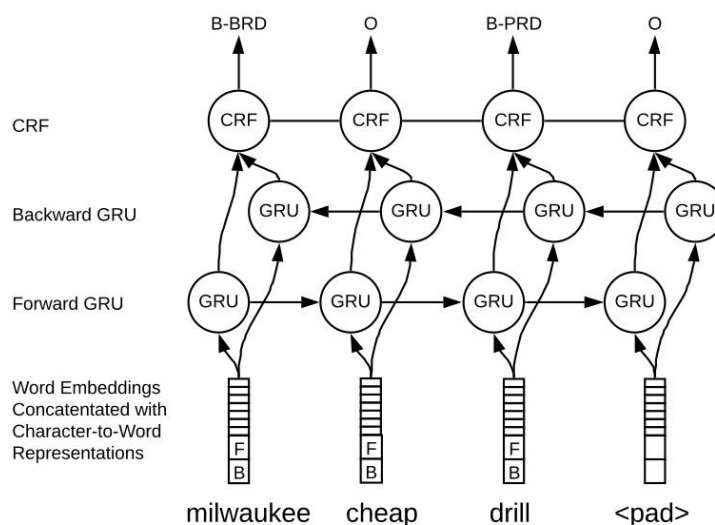 B-BRD O B-PRD O
CRF CRF CRF CRF CRF
Backward GRU GRU GRU GRU GRU
Forward GRU GRU GRU GRU GRU
Word Embeddings
Concatentated with
Character-to-Word
Representations
F F F
B B B
milwaukee cheap drill <pad>